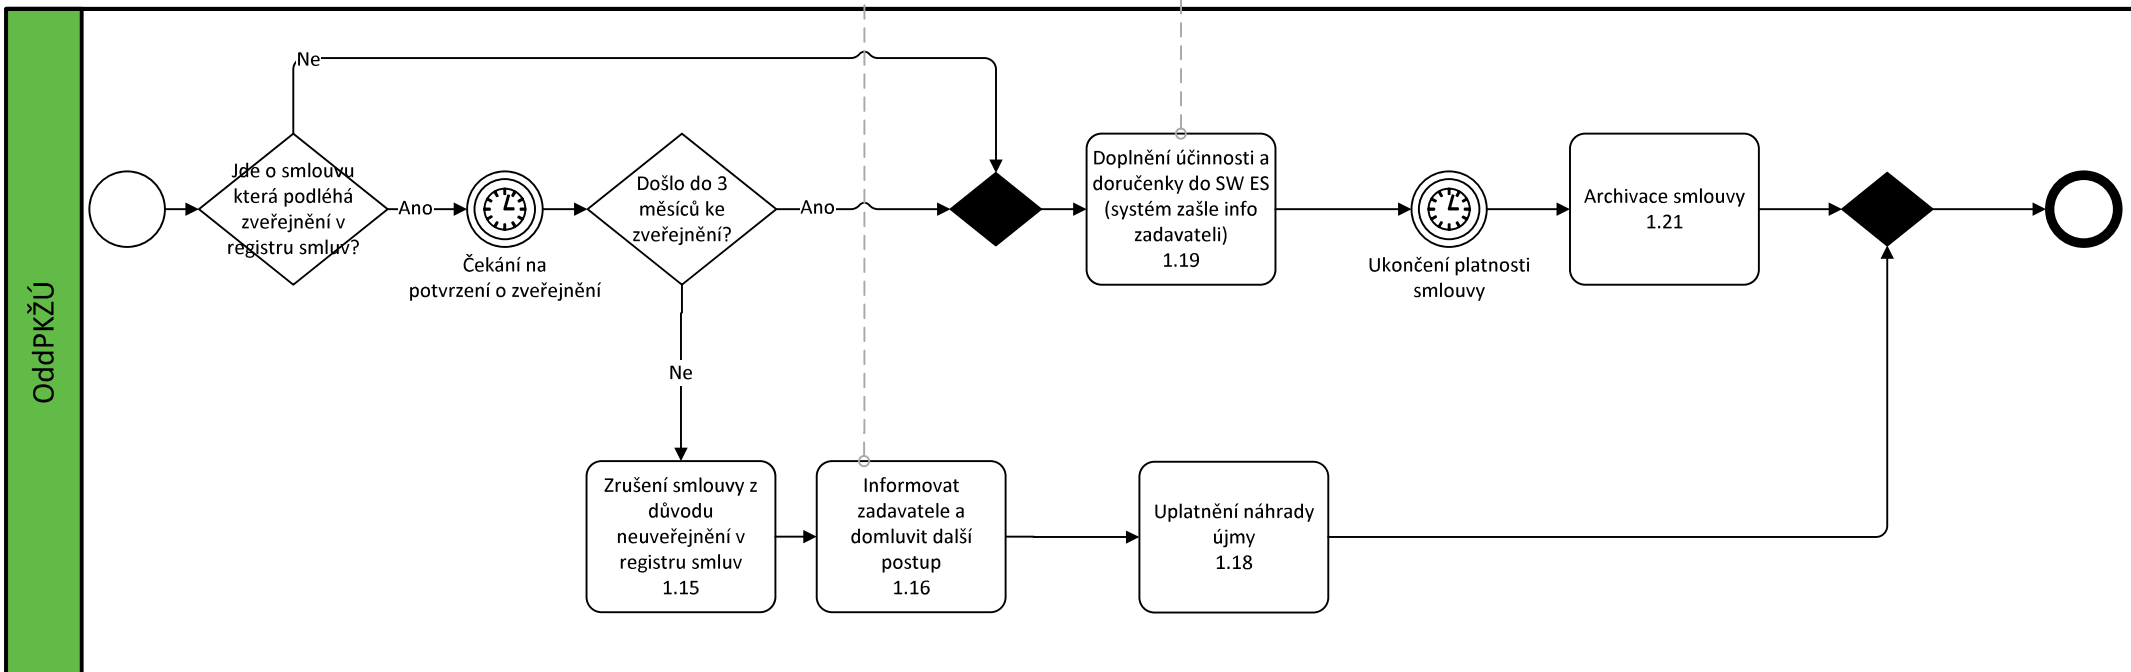 OddPKŽÚ
Ne
Jde o smlouvu
která podléhá
zveřejnění v
registru smluv?
Ano
Čekání na
potvrzení o zveřejnění
Došlo do 3
měsíců ke
zveřejnění?
Ano
Doplnění účinnosti a
doručenky do SW ES
(systém zašle info
zadavateli)
1.19
Ukončení platnosti
smlouvy
Archivace smlouvy
1.21
Ne
Zrušení smlouvy z
důvodu
neuveřejnění v
registru smluv
1.15
Informovat
zadavatele a
domluvit další
postup
1.16
Uplatnění náhrady
újmy
1.18